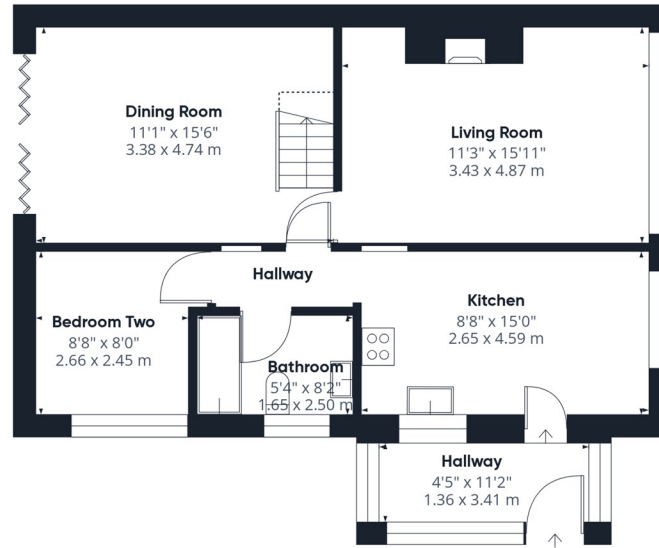 Dining Room
11'1" x 15'6"
3.38 x 4.74 m
Living Room
11'3" x 15'11"
3.43 x 4.87 m
Hallway
Bedroom Two
8'8" x 8'0"
2.66 x 2.45 m
Bathroom
5'4" x 8'2"
1.65 x 2.50 m
Kitchen
8'8" x 15'0"
2.65 x 4.59 m
Hallway
4'5" x 11'2"
1.36 x 3.41 m